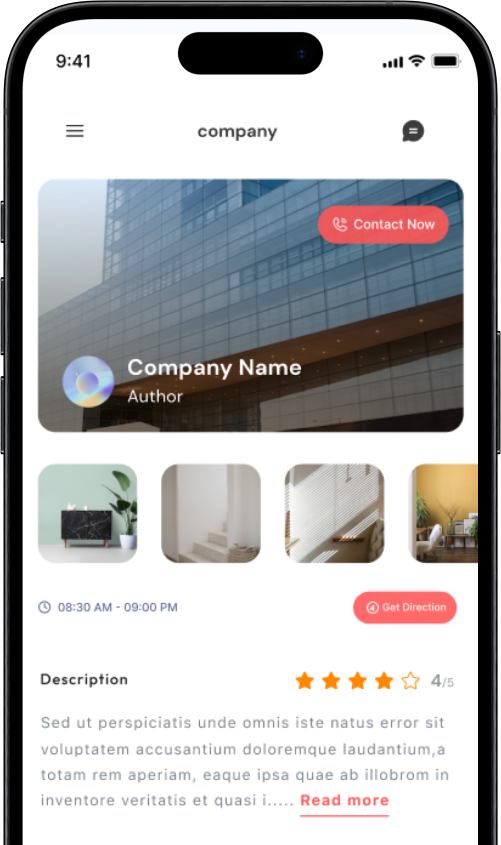 9:41
company
Contact Now
Company Name
Author
08:30 AM - 09:00 PM
Get Direction
Description
4/5
Sed ut perspiciatis unde omnis iste natus error sit
voluptatem accusantium doloremque laudantium,a
totam rem aperiam, eaque ipsa quae ab illobrom in
inventore veritatis et quasi i..... Read more